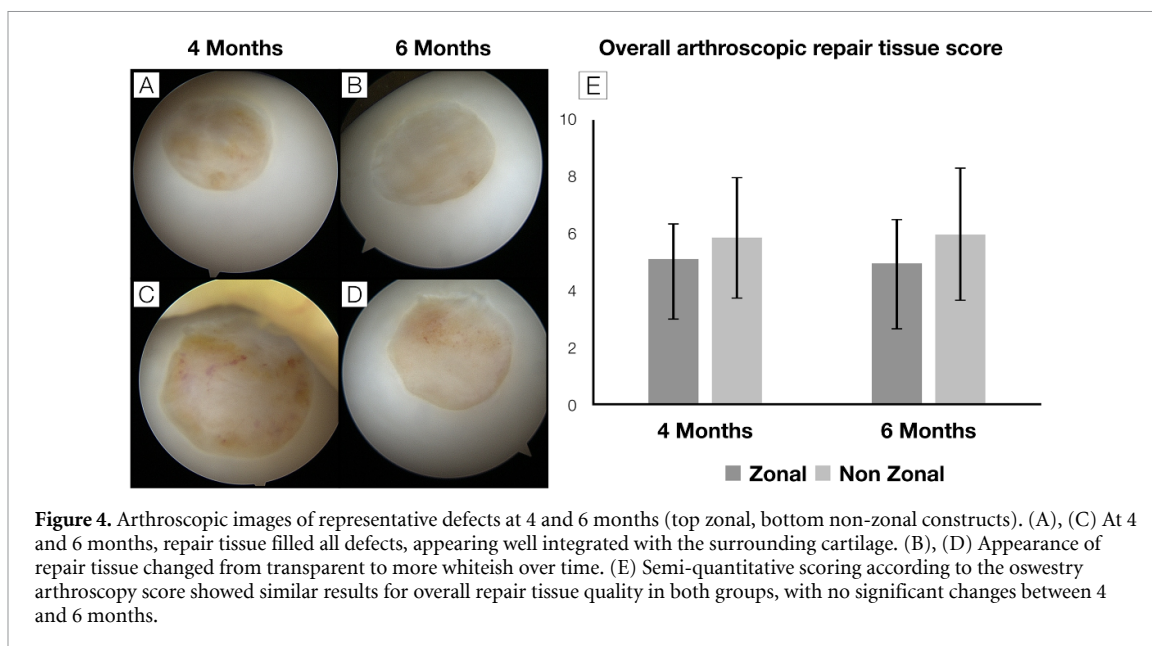 4 Months
6 Months
Overall arthroscopic repair tissue score
A
B
E
C
D
10
8
6
4
2
0
4 Months
6 Months
Zonal
Non Zonal
Figure 4. Arthroscopic images of representative defects at 4 and 6 months (top zonal, bottom non-zonal constructs). (A), (C) At 4
and 6 months, repair tissue filled all defects, appearing well integrated with the surrounding cartilage. (B), (D) Appearance of
repair tissue changed from transparent to more whiteish over time. (E) Semi-quantitative scoring according to the oswestry
arthroscopy score showed similar results for overall repair tissue quality in both groups, with no significant changes between 4
and 6 months.